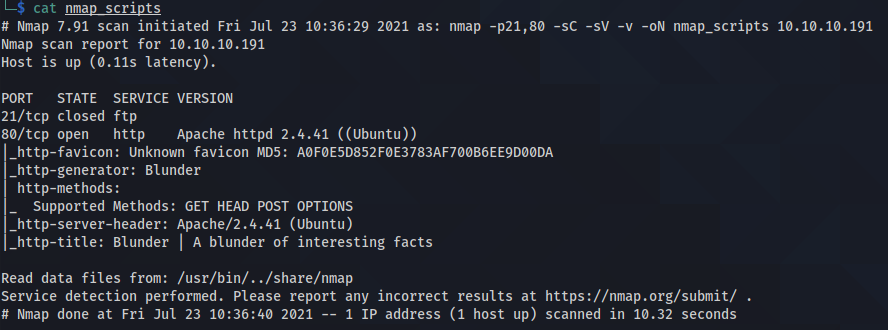 └─$ cat nmap_scripts
# Nmap 7.91 scan initiated Fri Jul 23 10:36:29 2021 as: nmap -p21,80 -sC -sV -v -oN nmap_scripts 10.10.10.191
Nmap scan report for 10.10.10.191
Host is up (0.11s latency).

PORT   STATE  SERVICE VERSION
21/tcp closed ftp
80/tcp open   http    Apache httpd 2.4.41 ((Ubuntu))
|_http-favicon: Unknown favicon MD5: A0F0E5D852F0E3783AF700B6EE9D00DA
|_http-generator: Blunder
| http-methods:
|_  Supported Methods: GET HEAD POST OPTIONS
|_http-server-header: Apache/2.4.41 (Ubuntu)
|_http-title: Blunder | A blunder of interesting facts

Read data files from: /usr/bin/../share/nmap
Service detection performed. Please report any incorrect results at https://nmap.org/submit/ .
# Nmap done at Fri Jul 23 10:36:40 2021 -- 1 IP address (1 host up) scanned in 10.32 seconds